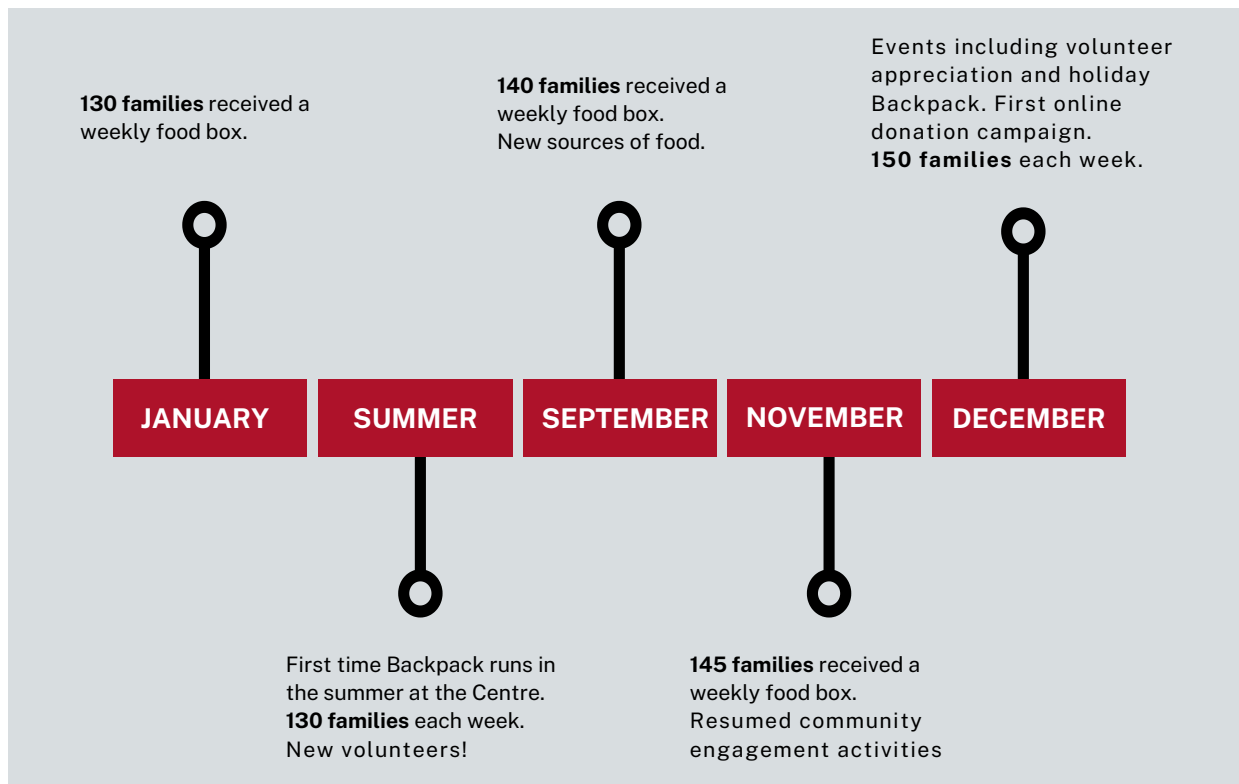 130 families received a
weekly food box.
140 families received a
weekly food box.
New sources of food.
Events including volunteer
appreciation and holiday
Backpack. First online
donation campaign.
150 families each week.
JANUARY
SUMMER
SEPTEMBER
NOVEMBER
DECEMBER
First time Backpack runs in
the summer at the Centre.
130 families each week.
New volunteers!
145 families received a
weekly food box.
Resumed community
engagement activities